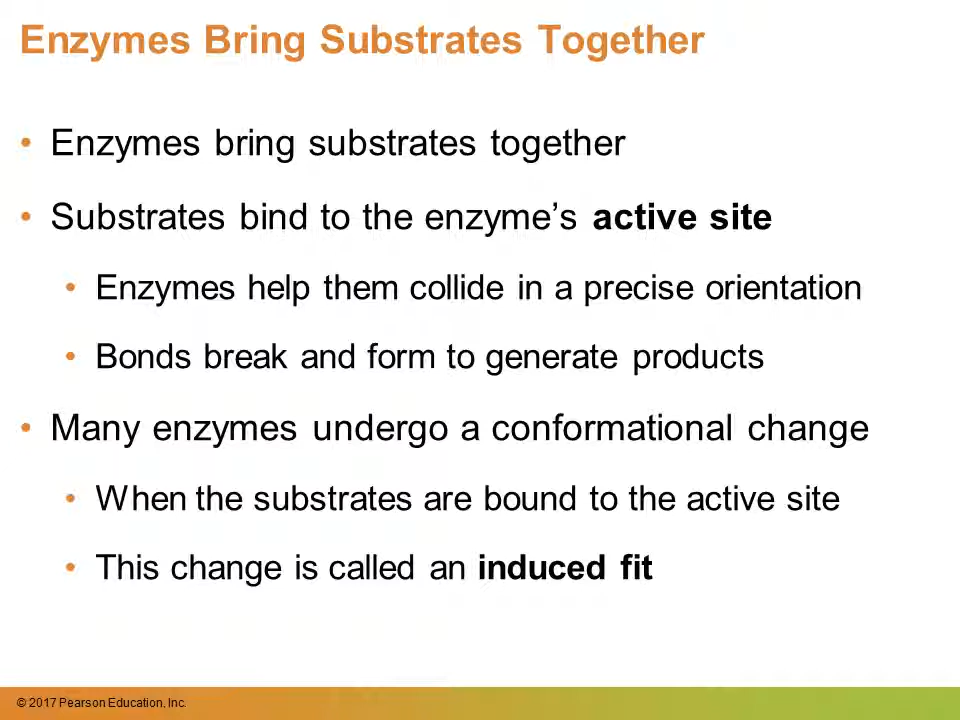 Enzymes Bring Substrates Together
• Enzymes bring substrates together
• Substrates bind to the enzyme’s active site
• Enzymes help them collide in a precise orientation
• Bonds break and form to generate products
• Many enzymes undergo a conformational change
• When the substrates are bound to the active site
• This change is called an induced fit
© 2017 Pearson Education, Inc.